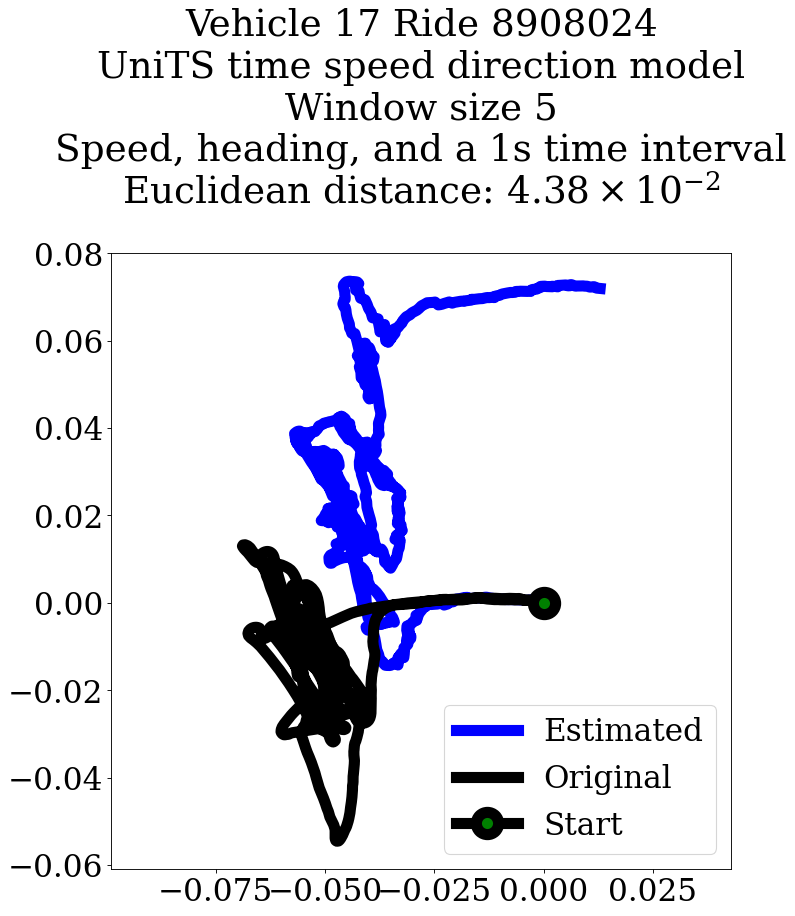 Vehicle 17 Ride 8908024
UniTS time speed direction model
Window size 5
Speed, heading, and a 1s time interval
Euclidean distance: 4.38 × 10⁻²
0.08
0.06
0.04
0.02
0.00
−0.02
−0.04
−0.06
Estimated
Original
Start
−0.075 −0.050 −0.025 0.000 0.025